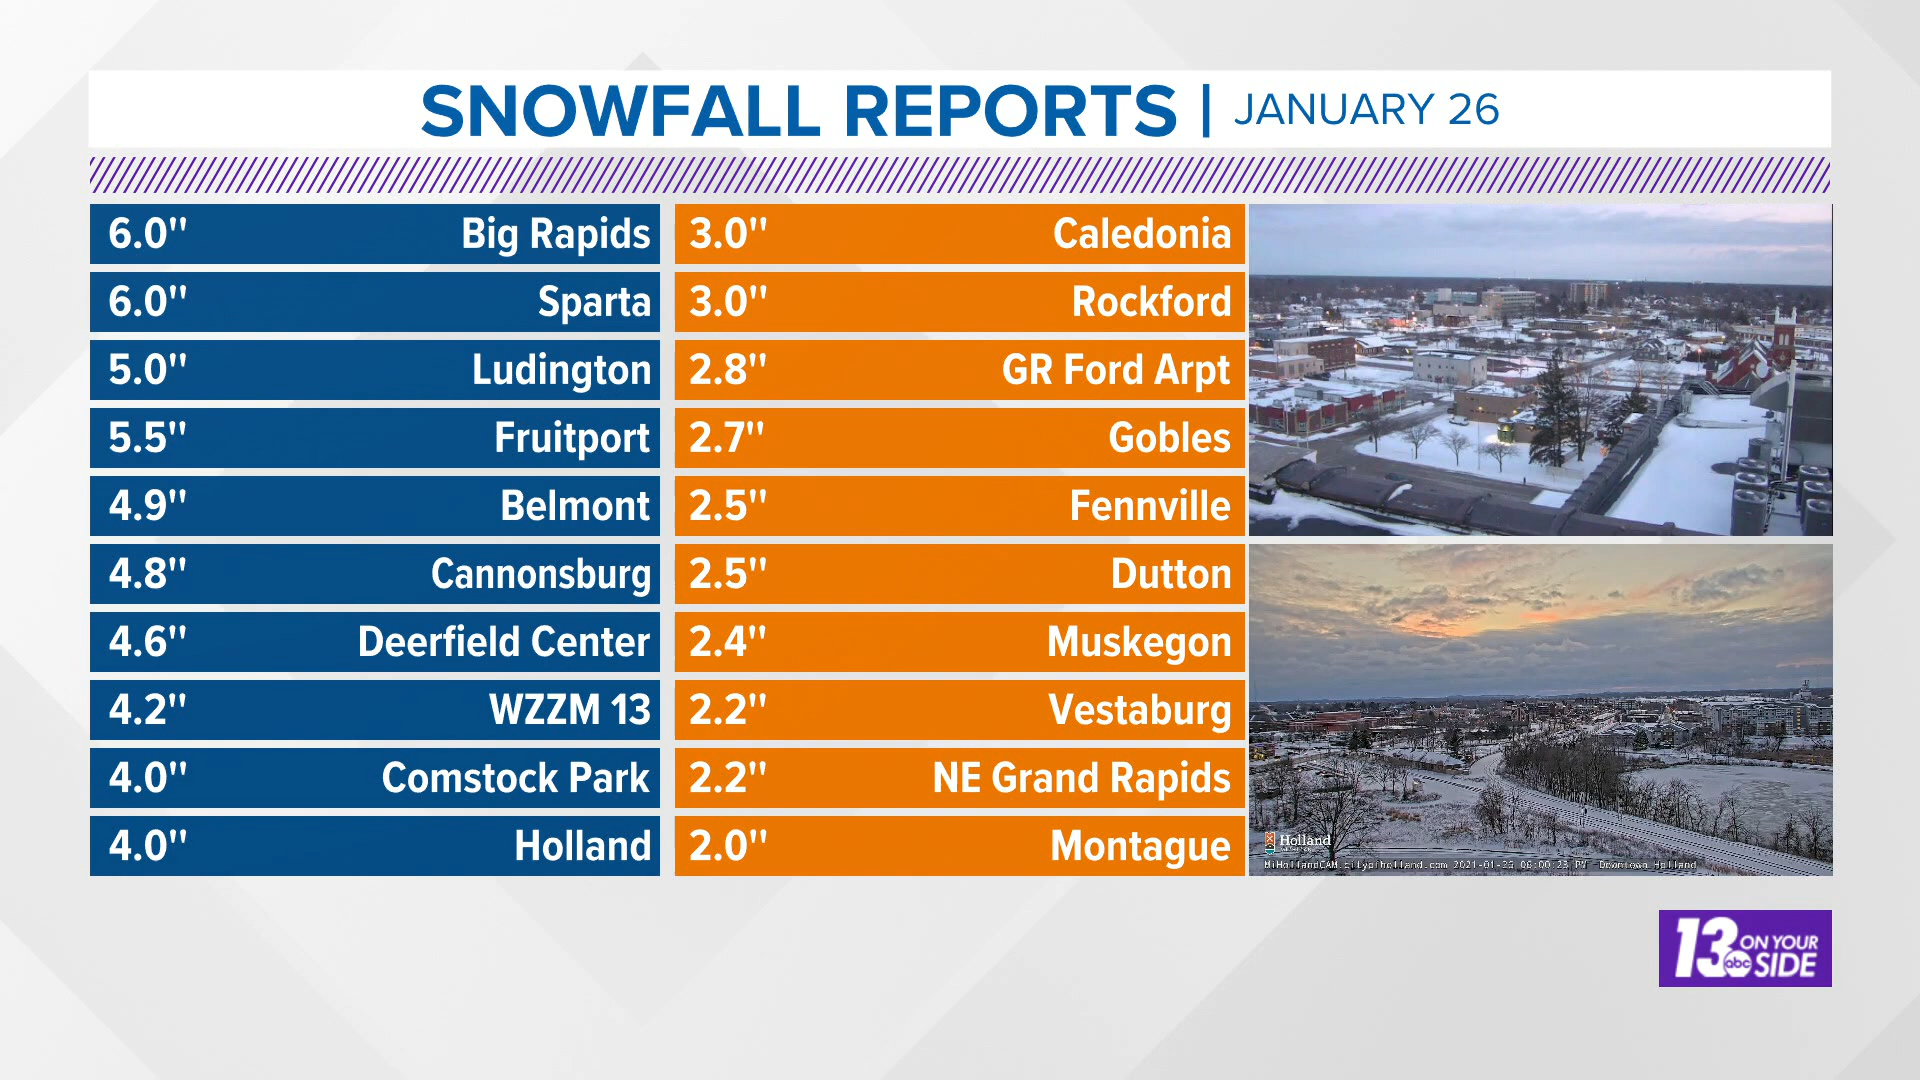 SNOWFALL REPORTS | JANUARY 26
6.0" Big Rapids
6.0" Sparta
5.0" Ludington
5.5" Fruitport
4.9" Belmont
4.8" Cannonsburg
4.6" Deerfield Center
4.2" WZZM 13
4.0" Comstock Park
4.0" Holland
3.0" Caledonia
3.0" Rockford
2.8" GR Ford Arpt
2.7" Gobles
2.5" Fennville
2.5" Dutton
2.4" Muskegon
2.2" Vestaburg
2.2" NE Grand Rapids
2.0" Montague
Holland
Downtown Holland
13 ON YOUR
abc SIDE